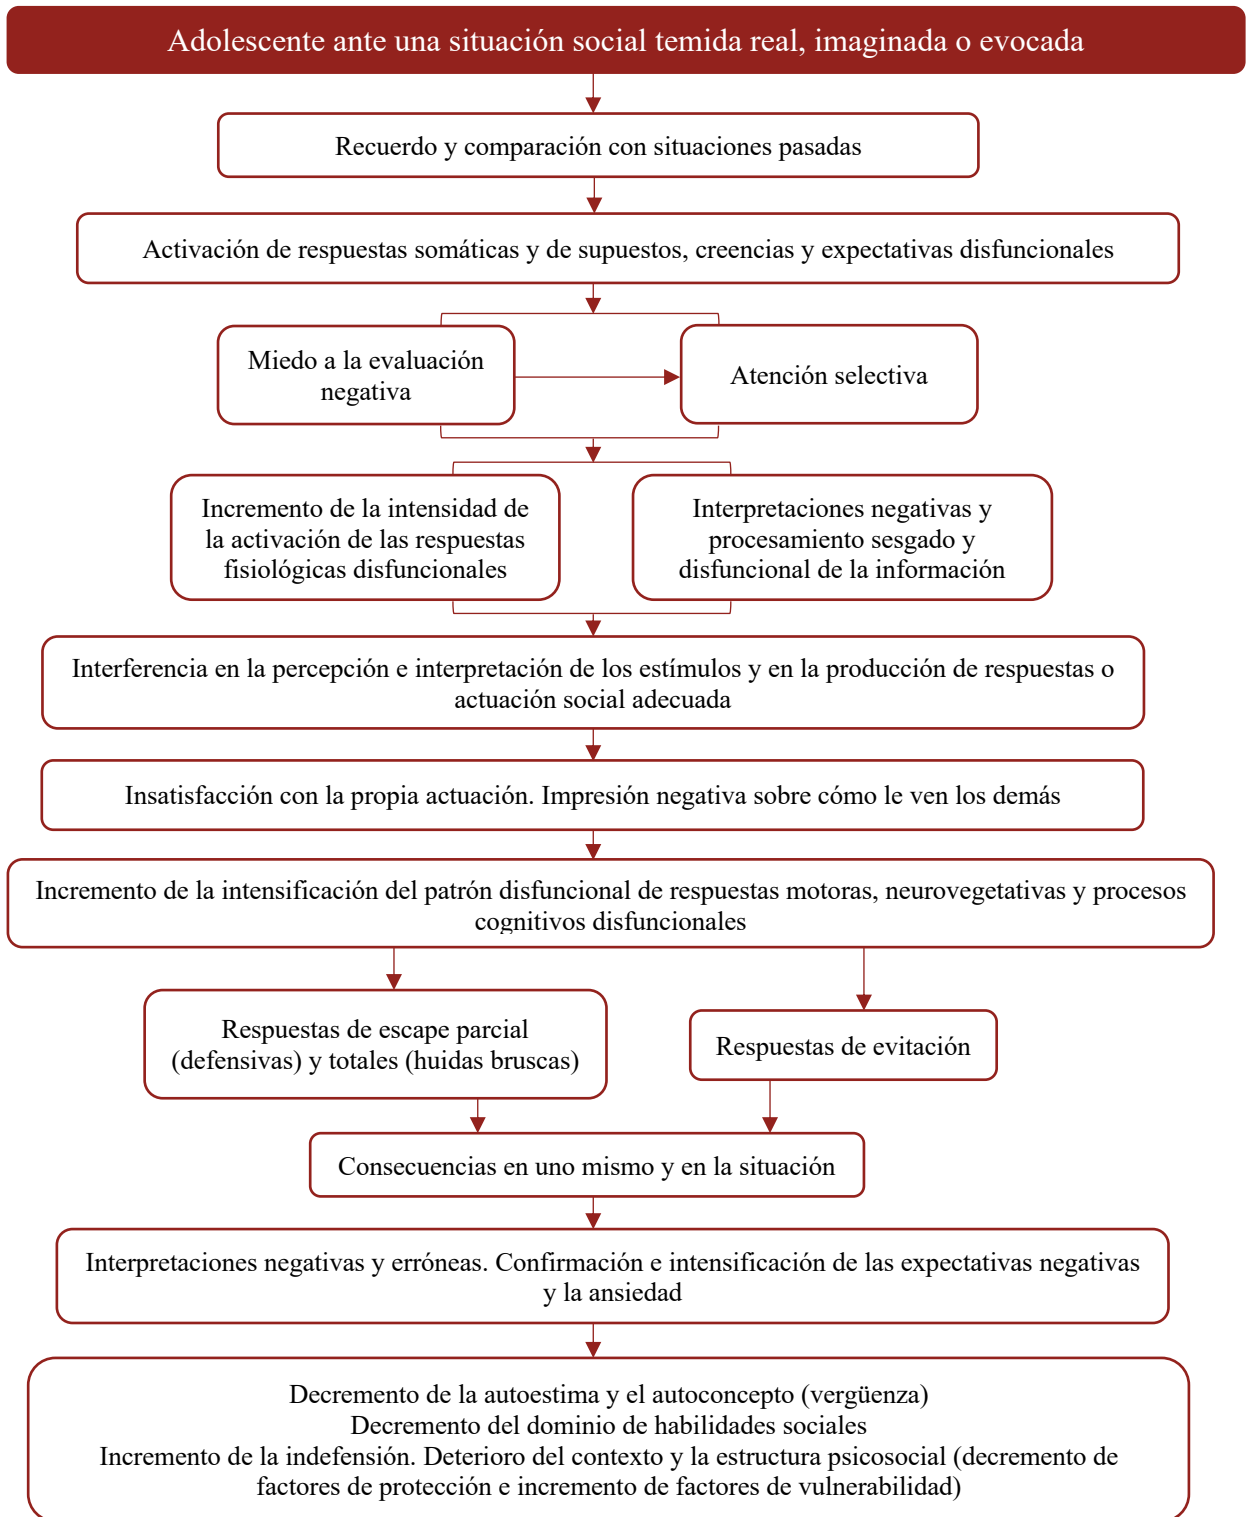 Adolescente ante una situación social temida real, imaginada o evocada
Recuerdo y comparación con situaciones pasadas
Activación de respuestas somáticas y de supuestos, creencias y expectativas disfuncionales
Miedo a la evaluación
negativa
Atención selectiva
Incremento de la intensidad de
la activación de las respuestas
fisiológicas disfuncionales
Interpretaciones negativas y
procesamiento sesgado y
disfuncional de la información
Interferencia en la percepción e interpretación de los estímulos y en la producción de respuestas o
actuación social adecuada
Insatisfacción con la propia actuación. Impresión negativa sobre cómo le ven los demás
Incremento de la intensificación del patrón disfuncional de respuestas motoras, neurovegetativas y procesos
cognitivos disfuncionales
Respuestas de escape parcial
(defensivas) y totales (huidas bruscas)
Respuestas de evitación
Consecuencias en uno mismo y en la situación
Interpretaciones negativas y erróneas. Confirmación e intensificación de las expectativas negativas
y la ansiedad
Decremento de la autoestima y el autoconcepto (vergüenza)
Decremento del dominio de habilidades sociales
Incremento de la indefensión. Deterioro del contexto y la estructura psicosocial (decremento de
factores de protección e incremento de factores de vulnerabilidad)